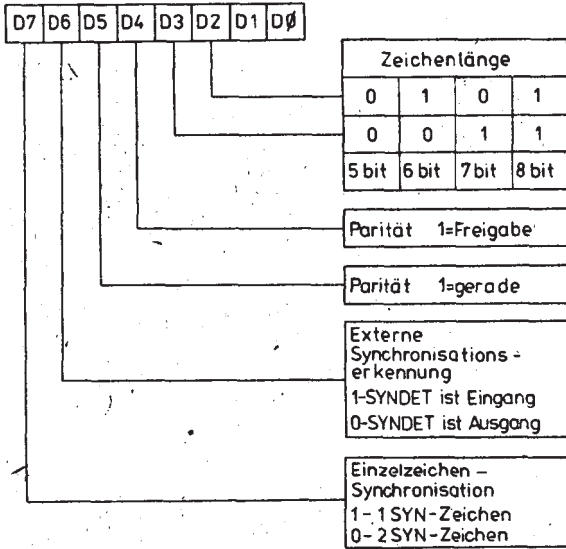 D7 D6 D5 D4 D3 D2 D1 DØ
Zeichenlänge
0 1 0 1
0 0 1 1
5 bit 6 bit 7 bit 8 bit
Parität 1=Freigabe
Parität 1=gerade
Externe
Synchronisations-
erkennung
1-SYNDET ist Eingang
0-SYNDET ist Ausgang
Einzelzeichen-
Synchronisation
1-1 SYN-Zeichen
0-2 SYN-Zeichen